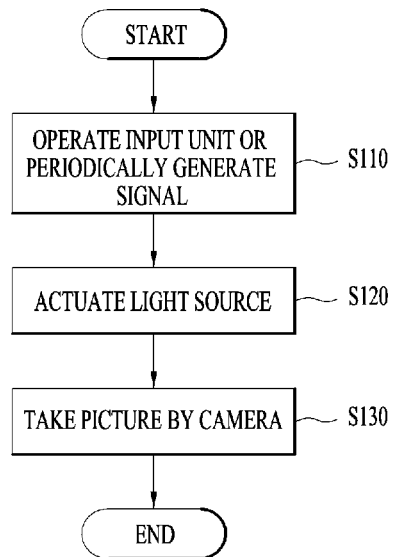 START
OPERATE INPUT UNIT OR
PERIODICALLY GENERATE
SIGNAL
S110
ACTUATE LIGHT SOURCE
S120
TAKE PICTURE BY CAMERA
S130
END